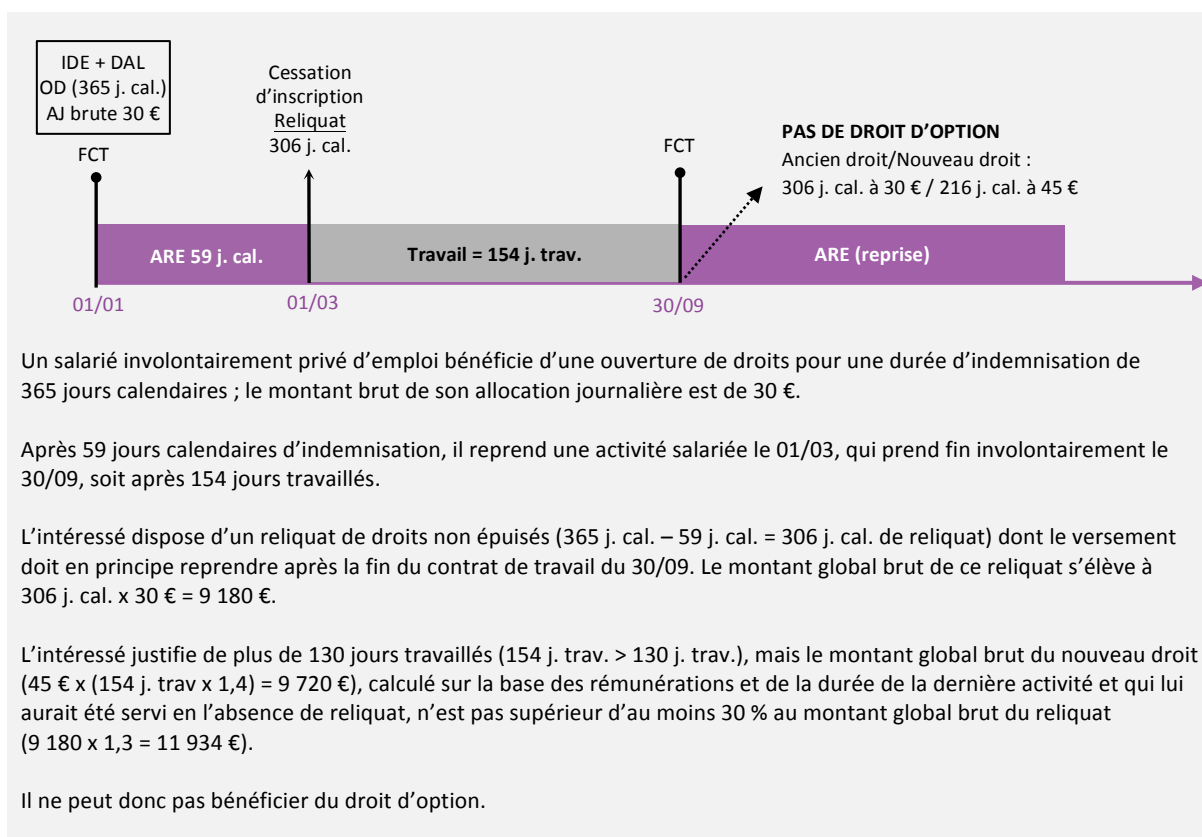 IDE + DAL
OD (365 j. cal.)
AJ brute 30 €
FCT
Cessation
d’inscription
Reliquat
306 j. cal.
FCT
PAS DE DROIT D’OPTION
Ancien droit/Nouveau droit :
306 j. cal. à 30 € / 216 j. cal. à 45 €
ARE 59 j. cal.
Travail = 154 j. trav.
ARE (reprise)
01/01
01/03
30/09
Un salarié involontairement privé d’emploi bénéficie d’une ouverture de droits pour une durée d’indemnisation de
365 jours calendaires ; le montant brut de son allocation journalière est de 30 €.
Après 59 jours calendaires d’indemnisation, il reprend une activité salariée le 01/03, qui prend fin involontairement le
30/09, soit après 154 jours travaillés.
L’intéressé dispose d’un reliquat de droits non épuisés (365 j. cal. – 59 j. cal. = 306 j. cal. de reliquat) dont le versement
doit en principe reprendre après la fin du contrat de travail du 30/09. Le montant global brut de ce reliquat s’élève à
306 j. cal. x 30 € = 9 180 €.
L’intéressé justifie de plus de 130 jours travaillés (154 j. trav. > 130 j. trav.), mais le montant global brut du nouveau droit
(45 € x (154 j. trav x 1,4) = 9 720 €), calculé sur la base des rémunérations et de la durée de la dernière activité et qui lui
aurait été servi en l’absence de reliquat, n’est pas supérieur d’au moins 30 % au montant global brut du reliquat
(9 180 x 1,3 = 11 934 €).
Il ne peut donc pas bénéficier du droit d’option.